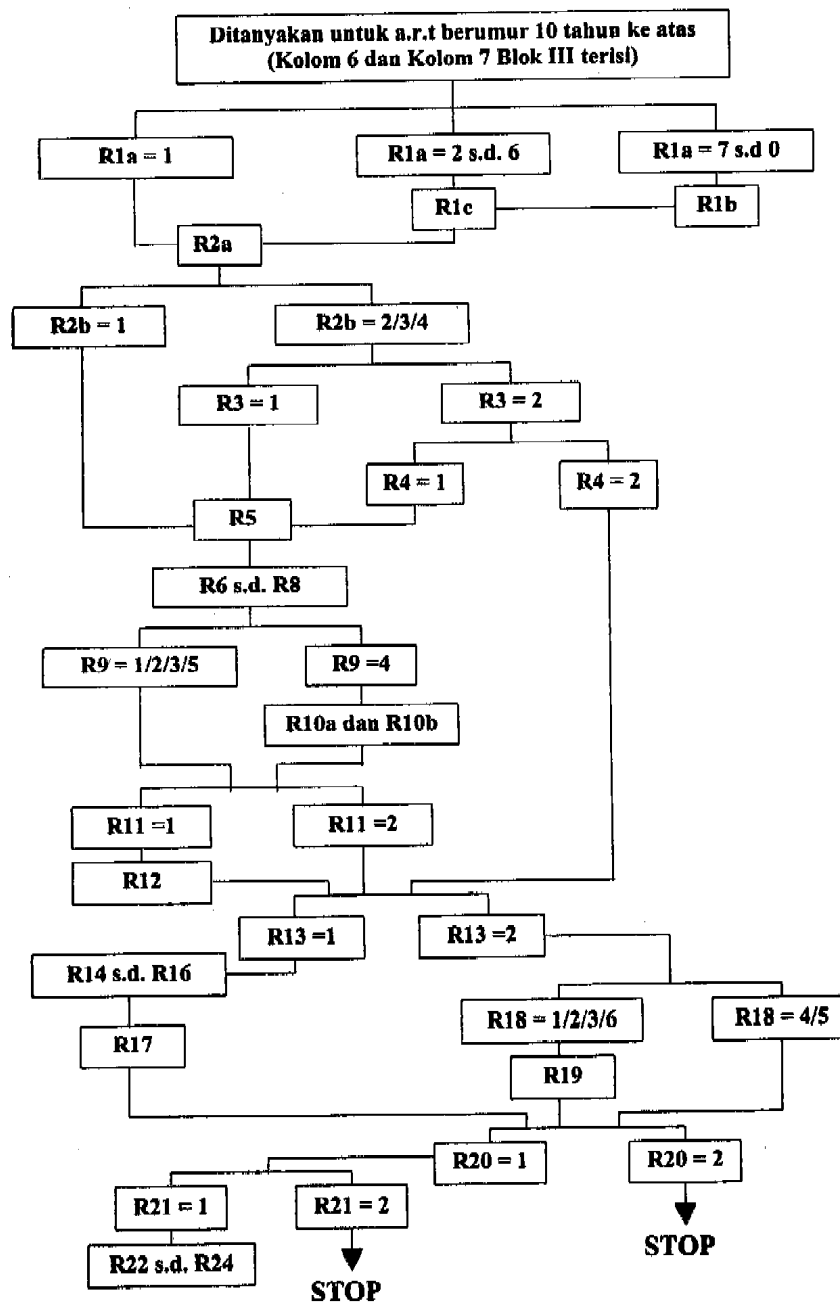 Ditanyakan untuk a.r.t berumur 10 tahun ke atas
(Kolom 6 dan Kolom 7 Blok III terisi)
R1a = 1
R1a = 2 s.d. 6
R1a = 7 s.d 0
R1c
R1b
R2a
R2b = 1
R2b = 2/3/4
R3 = 1
R3 = 2
R4 = 1
R4 = 2
R5
R6 s.d. R8
R9 = 1/2/3/5
R9 =4
R10a dan R10b
R11 =1
R11 =2
R12
R13 =1
R13 =2
R14 s.d. R16
R18 = 1/2/3/6
R18 = 4/5
R17
R19
R20 = 1
R20 = 2
R21 = 1
R21 = 2
STOP
R22 s.d. R24
STOP